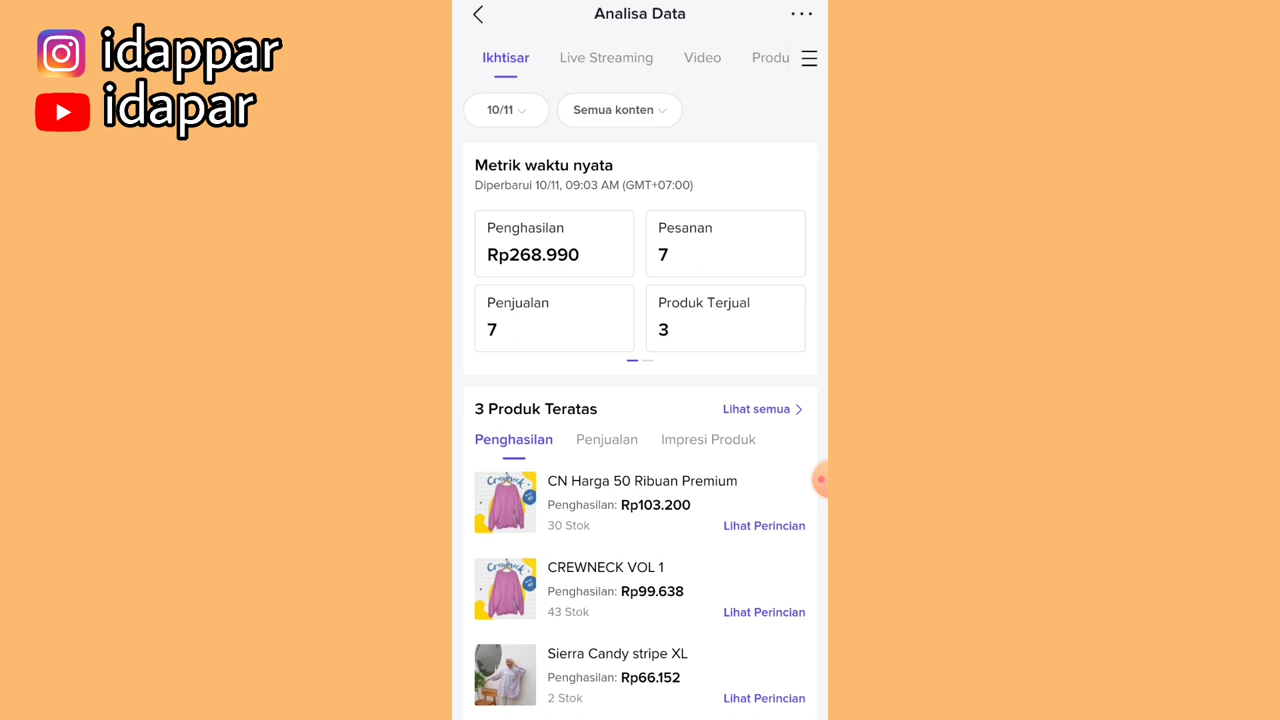 idappar
idapar
Analisa Data
Ikhtisar Live Streaming Video Produ
10/11 Semua konten
Metrik waktu nyata
Diperbarui 10/11, 09:03 AM (GMT+07:00)
Penghasilan Pesanan
Rp268.990 7
Penjualan Produk Terjual
7 3
3 Produk Teratas Lihat semua
Penghasilan Penjualan Impresi Produk
CN Harga 50 Ribuan Premium
Penghasilan: Rp103.200
30 Stok Lihat Perincian
CREWNECK VOL 1
Penghasilan: Rp99.638
43 Stok Lihat Perincian
Sierra Candy stripe XL
Penghasilan: Rp66.152
2 Stok Lihat Perincian